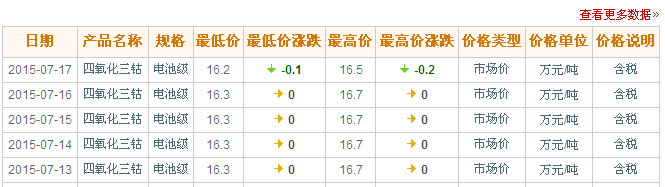 查看更多数据»
日期 产品名称 规格 最低价 最低价涨跌 最高价 最高价涨跌 价格类型 价格单位 价格说明
2015-07-17 四氧化三钴 电池级 16.2 -0.1 16.5 -0.2 市场价 万元/吨 含税
2015-07-16 四氧化三钴 电池级 16.3 0 16.7 0 市场价 万元/吨 含税
2015-07-15 四氧化三钴 电池级 16.3 0 16.7 0 市场价 万元/吨 含税
2015-07-14 四氧化三钴 电池级 16.3 0 16.7 0 市场价 万元/吨 含税
2015-07-13 四氧化三钴 电池级 16.3 0 16.7 0 市场价 万元/吨 含税